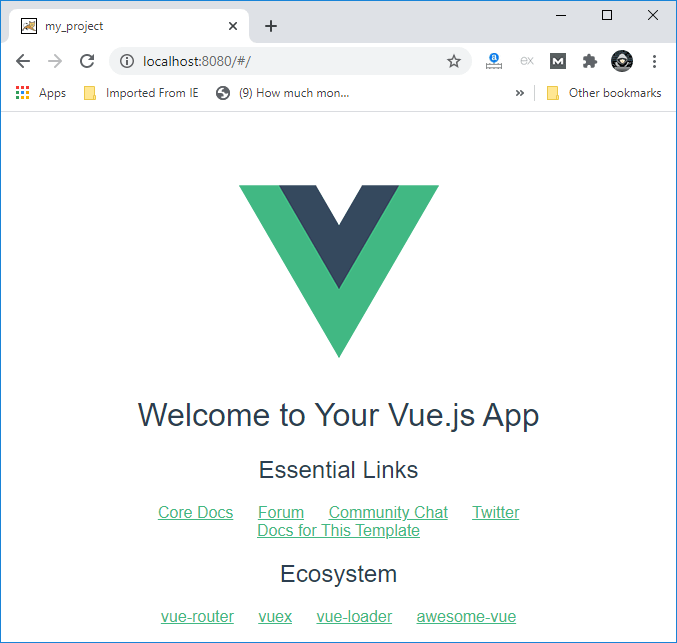 my_project
localhost:8080/#/
ex
M
Apps Imported From IE (9) How much mon... » Other bookmarks
Welcome to Your Vue.js App
Essential Links
Core Docs Forum Community Chat Twitter
Docs for This Template
Ecosystem
vue-router vuex vue-loader awesome-vue